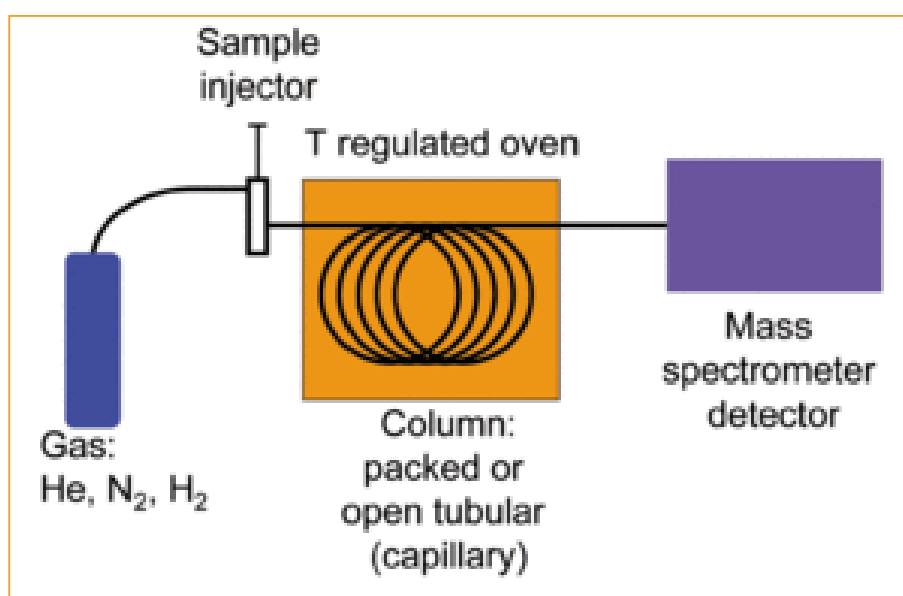 Sample
injector
T regulated oven
Gas:
He, N₂, H₂
Column:
packed or
open tubular
(capillary)
Mass
spectrometer
detector